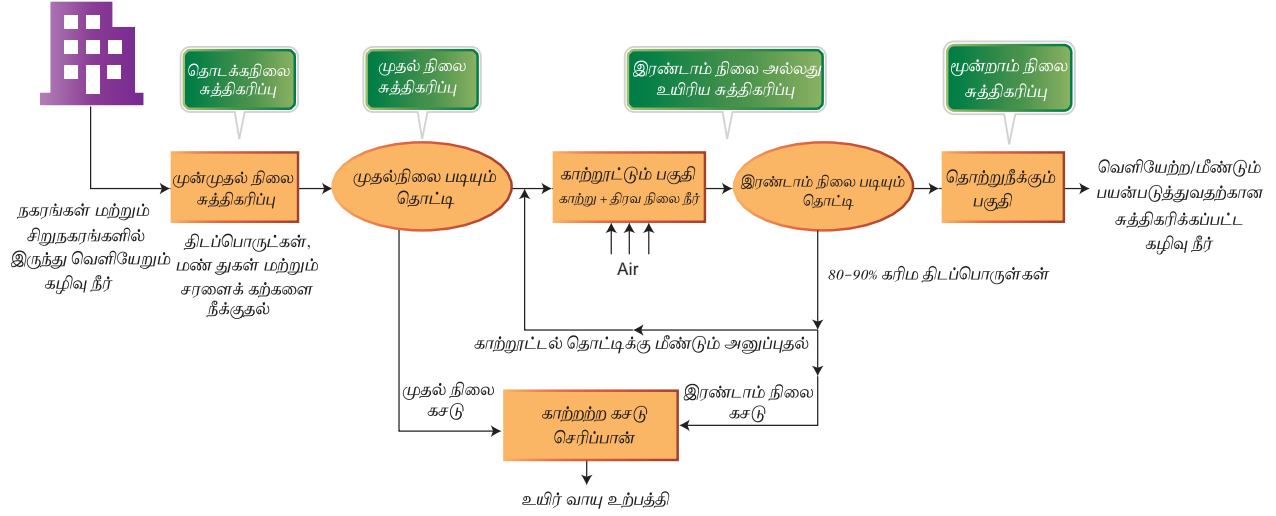 தொடக்கநிலை
சுத்திகரிப்பு
முதல் நிலை
சுத்திகரிப்பு
இரண்டாம் நிலை அல்லது
உயிரிய சுத்திகரிப்பு
மூன்றாம் நிலை
சுத்திகரிப்பு
நகரங்கள் மற்றும்
சிறுநகரங்களில்
இருந்து வெளியேறும்
கழிவு நீர்
முன்முதல் நிலை
சுத்திகரிப்பு
திடப்பொருட்கள்,
மண் துகள் மற்றும்
சரளைக் கற்களை
நீக்குதல்
முதல்நிலை படியும்
தொட்டி
காற்றூட்டும் பகுதி
காற்று + திரவ நிலை நீர்
Air
இரண்டாம் நிலை படியும்
தொட்டி
தொற்றுநீக்கும்
பகுதி
வெளியேற்ற/மீண்டும்
பயன்படுத்துவதற்கான
சுத்திகரிக்கப்பட்ட
கழிவு நீர்
80-90% கரிம திடப்பொருள்கள்
காற்றூட்டல் தொட்டிக்கு மீண்டும் அனுப்புதல்
முதல் நிலை
கசடு
இரண்டாம் நிலை
கசடு
காற்றற்ற கசடு
செரிப்பான்
உயிர் வாயு உற்பத்தி